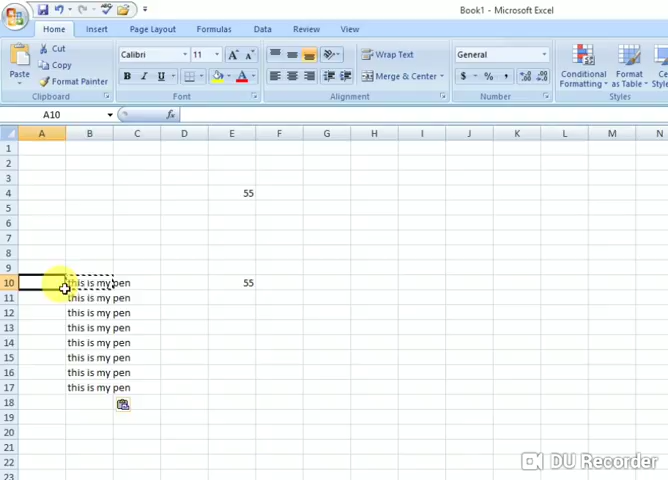 Book1 - Microsoft Excel
Home Insert Page Layout Formulas Data Review View
Paste
Cut
Copy
Format Painter
Clipboard
Calibri 11
B I U
Font
Wrap Text
Merge & Center
Alignment
General
$ % ,
Number
Conditional Formatting
Format as Table
Styles
A10 fx
A B C D E F G H I J K L M N
1
2
3
4 55
5
6
7
8
9
10 this is my pen 55
11 this is my pen
12 this is my pen
13 this is my pen
14 this is my pen
15 this is my pen
16 this is my pen
17 this is my pen
18
19
20
21
22
23
DU Recorder